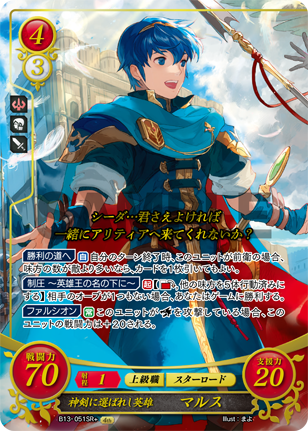 4
3
シーダ…君さえよければ
一緒にアリティアへ来てくれないか？
勝利の道へ 自 自分のターン終了時、このユニットが前衛の場合、
味方の数が敵より多いなら、カードを1枚引いてもよい。
制圧 ～英雄王の名の下に～ 起【、他の味方を5体行動済みに
する】相手のオーブが1つもない場合、あなたはゲームに勝利する。
ファルシオン 常 このユニットがを攻撃している場合、この
ユニットの戦闘力は＋20される。
戦闘力
70
射程 1 上級職 スターロード
支援力
20
B13-051SR+
神剣に選ばれし英雄 マルス
Illust：まよ